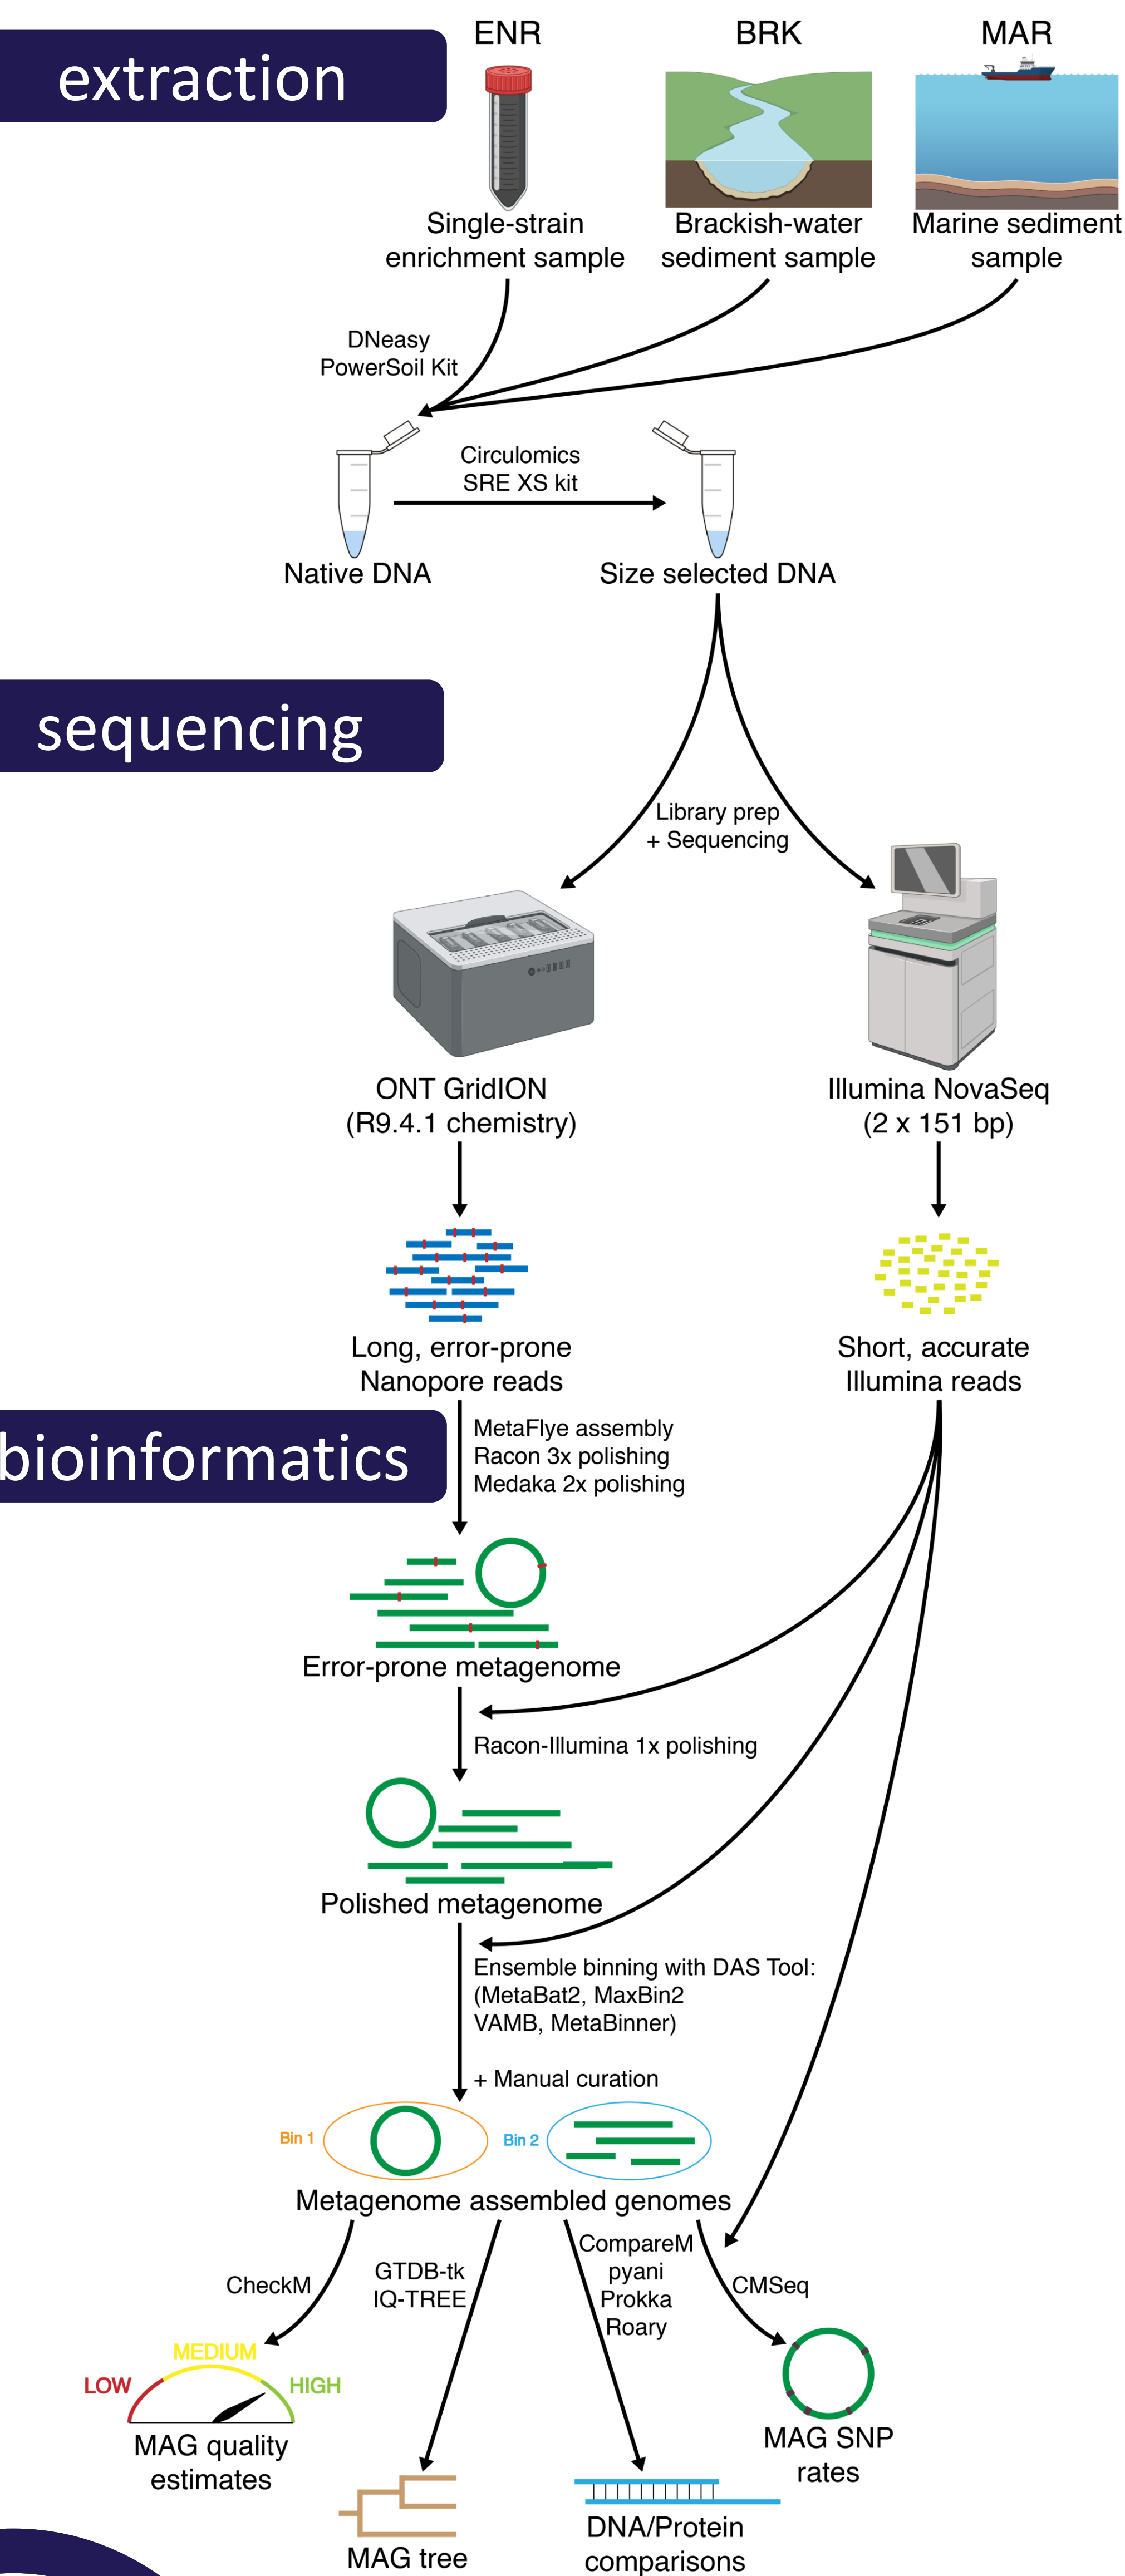 extraction
ENR
BRK
MAR
Single-strain
enrichment sample
Brackish-water
sediment sample
Marine sediment
sample
DNeasy
PowerSoil Kit
Circulomics
SRE XS kit
Native DNA
Size selected DNA
sequencing
Library prep
+ Sequencing
ONT GridION
(R9.4.1 chemistry)
Illumina NovaSeq
(2 x 151 bp)
Long, error-prone
Nanopore reads
Short, accurate
Illumina reads
bioinformatics
MetaFlye assembly
Racon 3x polishing
Medaka 2x polishing
Error-prone metagenome
Racon-Illumina 1x polishing
Polished metagenome
Ensemble binning with DAS Tool:
(MetaBat2, MaxBin2
VAMB, MetaBinner)
+ Manual curation
Bin 1
Bin 2
Metagenome assembled genomes
CheckM
GTDB-tk
IQ-TREE
CompareM
pyani
Prokka
Roary
CMSeq
LOW
MEDIUM
HIGH
MAG quality
estimates
MAG tree
DNA/Protein
comparisons
MAG SNP
rates